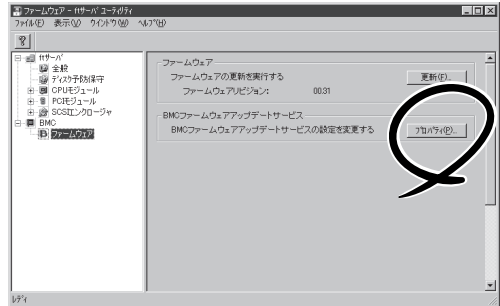 ファームウェア - ftサーバ ユーティリティ
ファイル(F) 表示(V) ウィンドウ(W) ヘルプ(H)
ftサーバ
全般
ディスク予防保守
CPUモジュール
PCIモジュール
SCSIエンクロージャ
BMC
ファームウェア
ファームウェア
ファームウェアの更新を実行する
更新(F)...
ファームウェアリビジョン: 00.31
BMCファームウェアアップデートサービス
BMCファームウェアアップデートサービスの設定を変更する
プロパティ(P)...
レディ